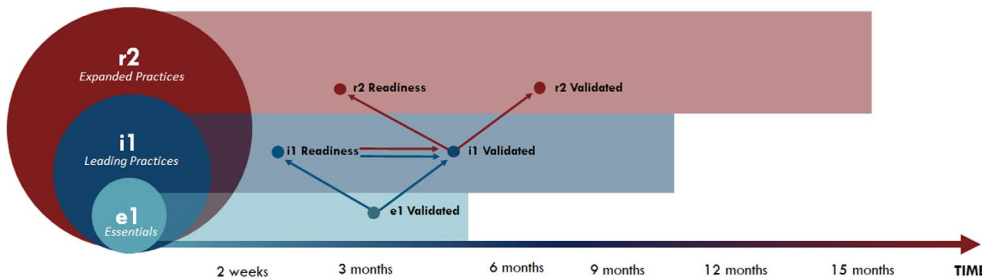 r2
Expanded Practices
r2 Readiness
r2 Validated
i1
Leading Practices
i1 Readiness
i1 Validated
e1
Essentials
e1 Validated
2 weeks
3 months
6 months
9 months
12 months
15 months
TIME